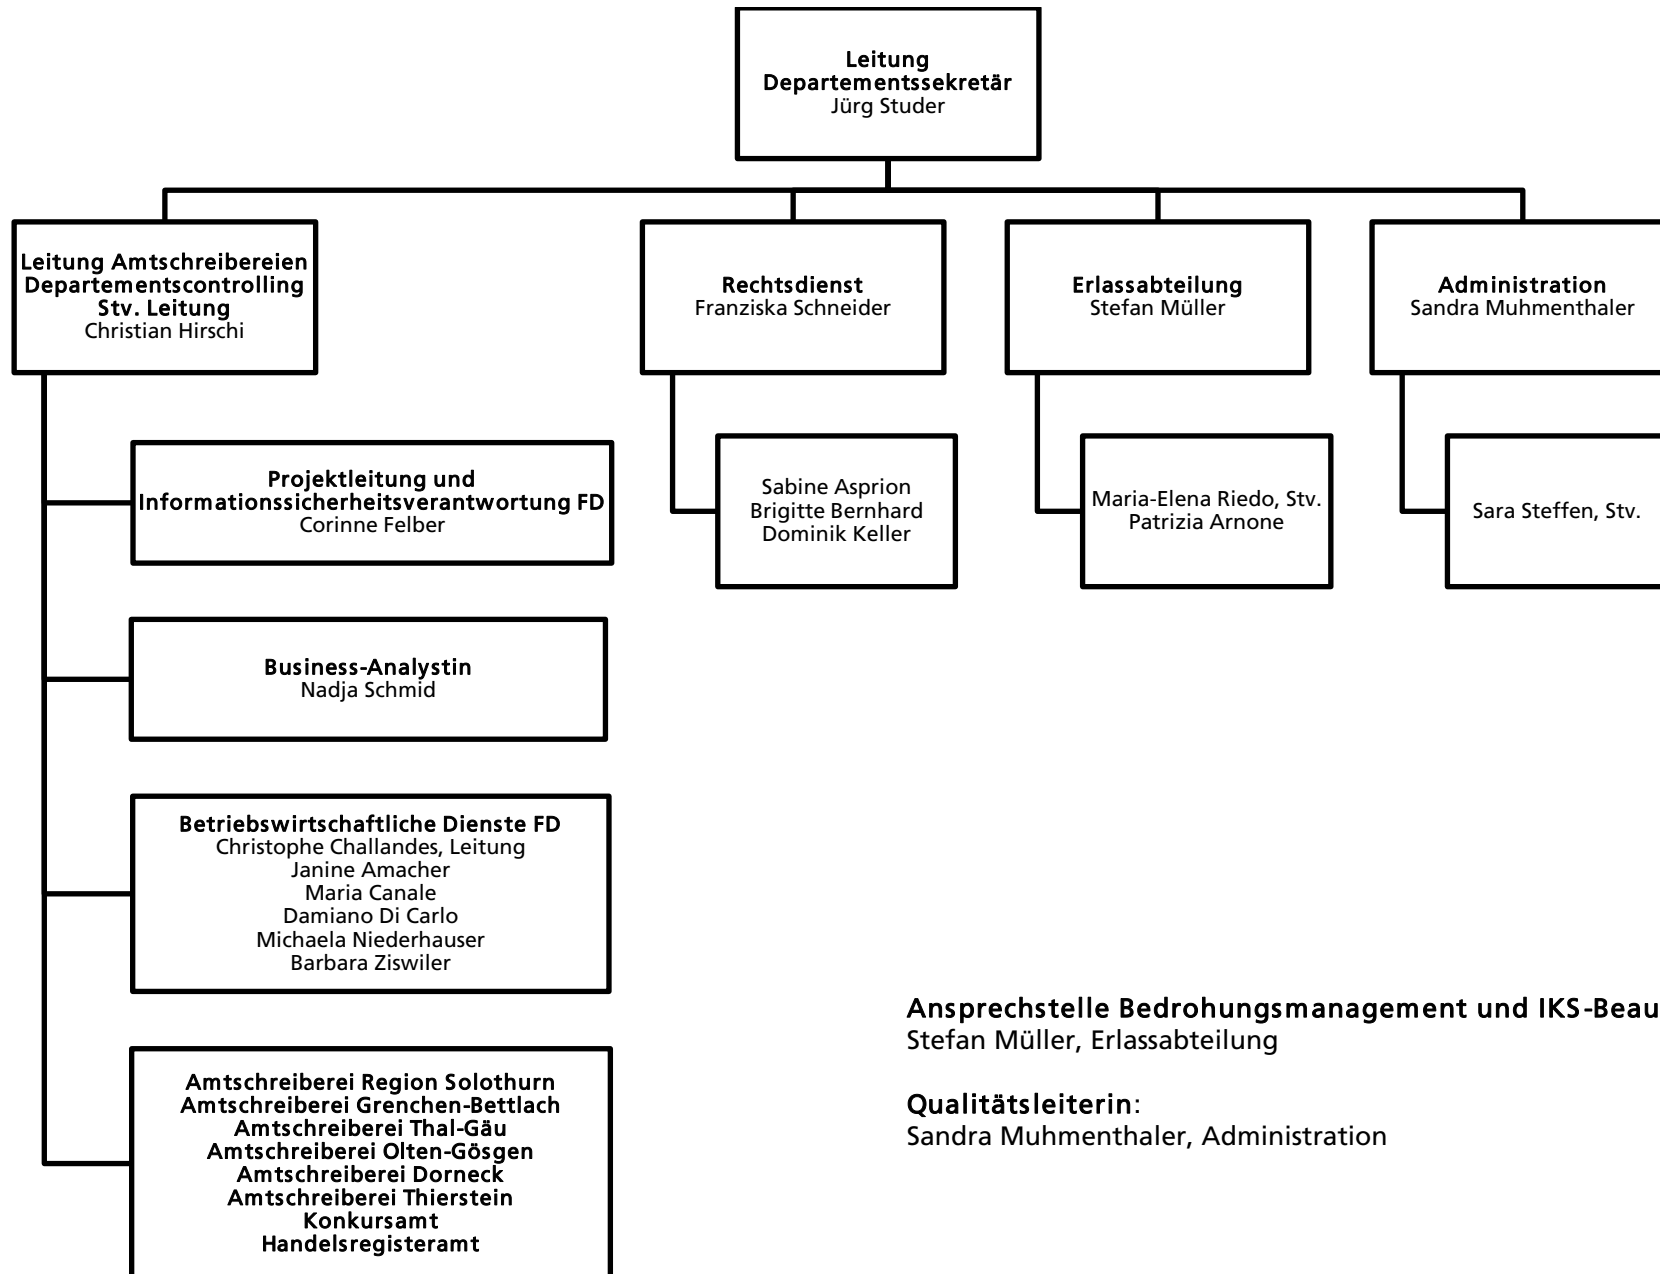 Leitung
Departementssekretär
Jürg Studer
Leitung Amtschreibereien
Departementscontrolling
Stv. Leitung
Christian Hirschi
Rechtsdienst
Franziska Schneider
Erlassabteilung
Stefan Müller
Administration
Sandra Muhmenthaler
Projektleitung und
Informationssicherheitsverantwortung FD
Corinne Felber
Sabine Asprion
Brigitte Bernhard
Dominik Keller
Maria-Elena Riedo, Stv.
Patrizia Arnone
Sara Steffen, Stv.
Business-Analystin
Nadja Schmid
Betriebswirtschaftliche Dienste FD
Christophe Challandes, Leitung
Janine Amacher
Maria Canale
Damiano Di Carlo
Michaela Niederhauser
Barbara Ziswiler
Amtschreiberei Region Solothurn
Amtschreiberei Grenchen-Bettlach
Amtschreiberei Thal-Gäu
Amtschreiberei Olten-Gösgen
Amtschreiberei Dorneck
Amtschreiberei Thierstein
Konkursamt
Handelsregisteramt
Ansprechstelle Bedrohungsmanagement und IKS-Beau
Stefan Müller, Erlassabteilung
Qualitätsleiterin:
Sandra Muhmenthaler, Administration